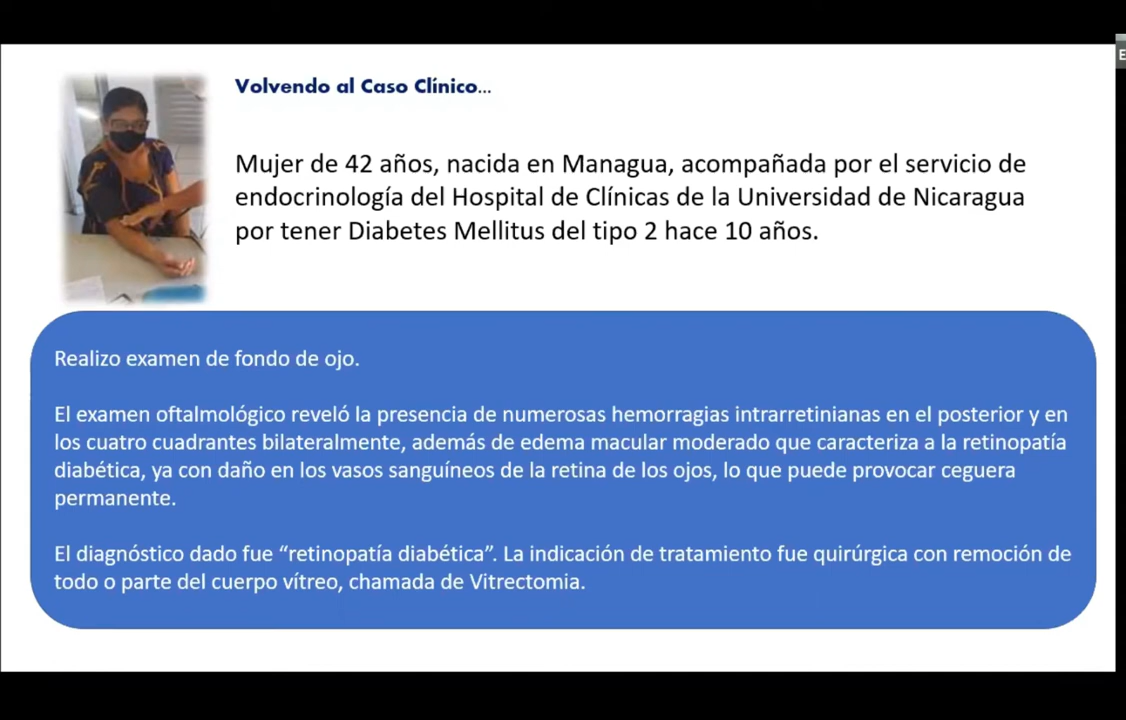 Volvendo al Caso Clínico...
Mujer de 42 años, nacida en Managua, acompañada por el servicio de
endocrinología del Hospital de Clínicas de la Universidad de Nicaragua
por tener Diabetes Mellitus del tipo 2 hace 10 años.
Realizo examen de fondo de ojo.
El examen oftalmológico reveló la presencia de numerosas hemorragias intrarretinianas en el posterior y en
los cuatro cuadrantes bilateralmente, además de edema macular moderado que caracteriza a la retinopatía
diabética, ya con daño en los vasos sanguíneos de la retina de los ojos, lo que puede provocar ceguera
permanente.
El diagnóstico dado fue “retinopatía diabética”. La indicación de tratamiento fue quirúrgica con remoción de
todo o parte del cuerpo vítreo, chamada de Vitrectomia.
E